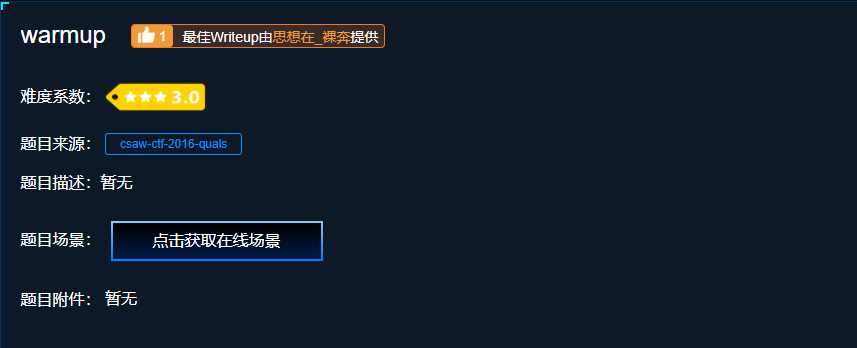 warmup 1 最佳Writeup由思想在_裸奔提供
难度系数： 3.0
题目来源： csaw-ctf-2016-quals
题目描述：暂无
题目场景： 点击获取在线场景
题目附件： 暂无